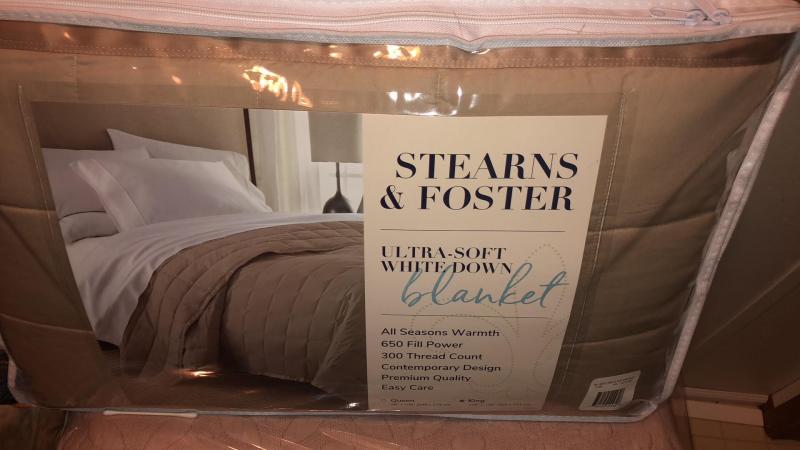 STEARNS
& FOSTER
ULTRA-SOFT
WHITE DOWN
blanket
All Seasons Warmth
650 Fill Power
300 Thread Count
Contemporary Design
Premium Quality
Easy Care
Queen
King